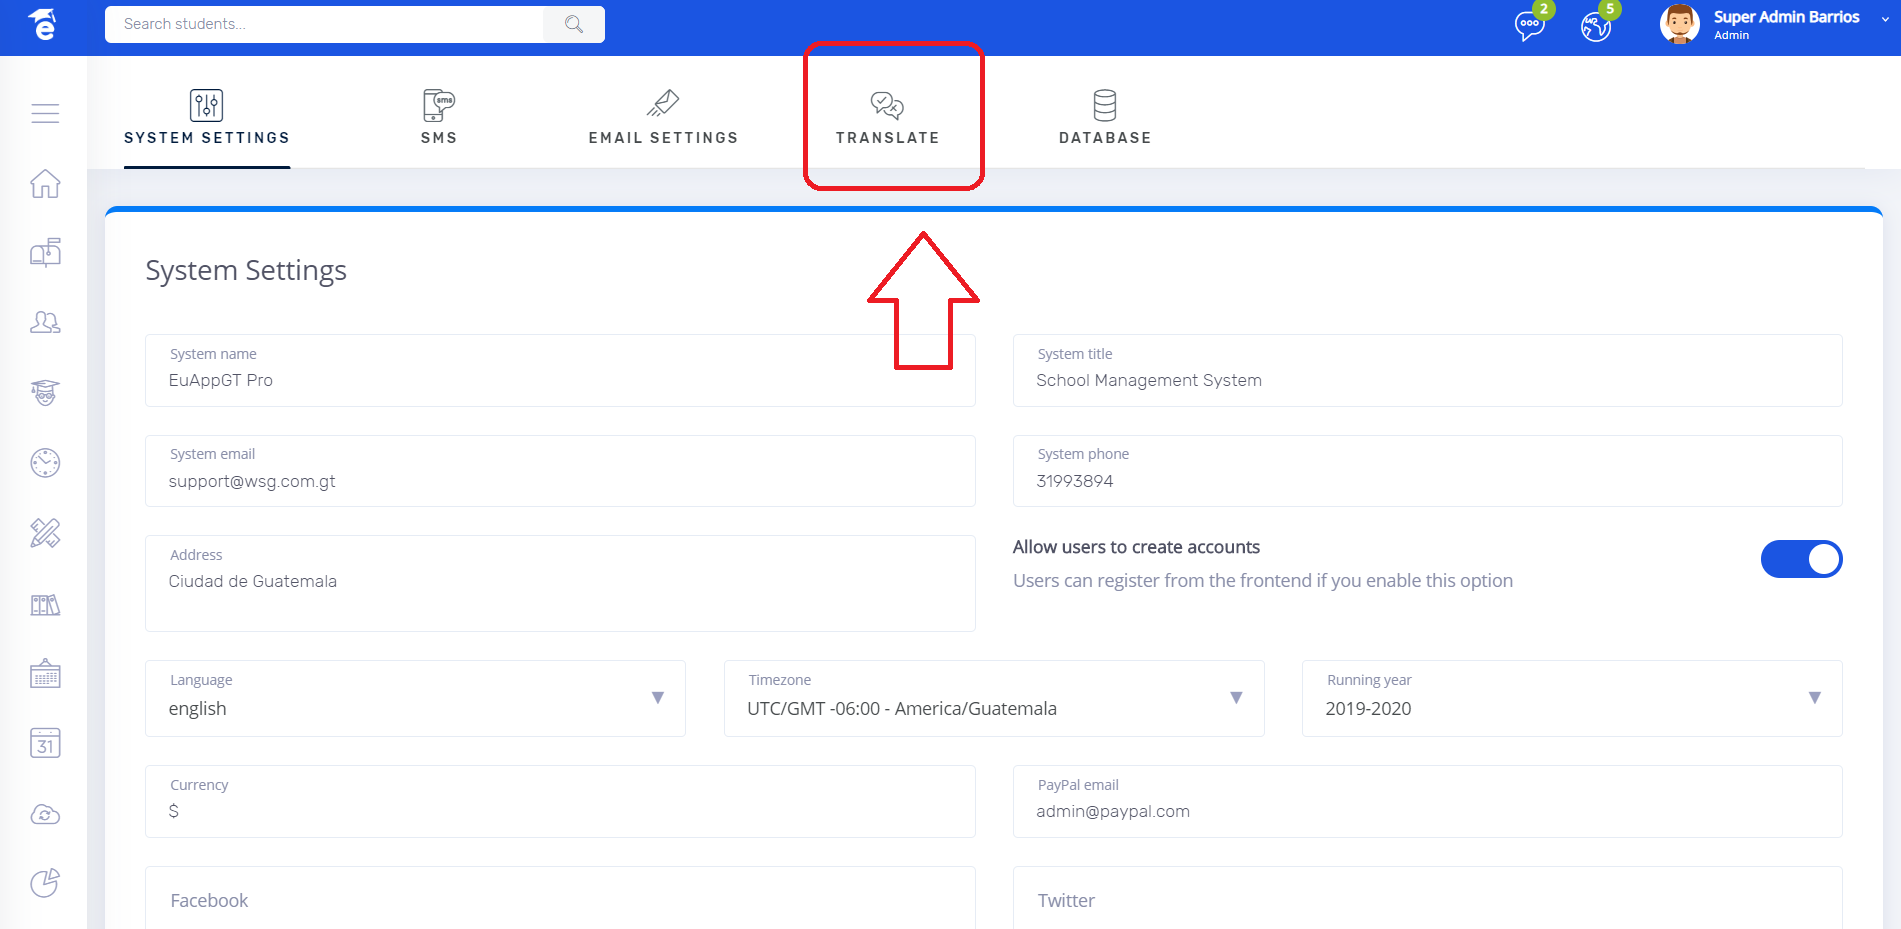 e
Search students...
2
5
Super Admin Barrios
Admin
SYSTEM SETTINGS
sms
SMS
EMAIL SETTINGS
TRANSLATE
DATABASE
System Settings
System name
EuAppGT Pro
System title
School Management System
System email
support@wsg.com.gt
System phone
31993894
Address
Ciudad de Guatemala
Allow users to create accounts
Users can register from the frontend if you enable this option
Language
english
Timezone
UTC/GMT -06:00 - America/Guatemala
Running year
2019-2020
31
Currency
$
PayPal email
admin@paypal.com
Facebook
Twitter